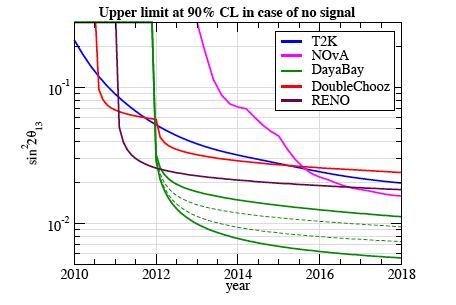 Upper limit at 90% CL in case of no signal
T2K
NOvA
DayaBay
DoubleChooz
RENO
sin²2θ₁₃
10⁻¹
10⁻²
2010 2012 2014 2016 2018
year